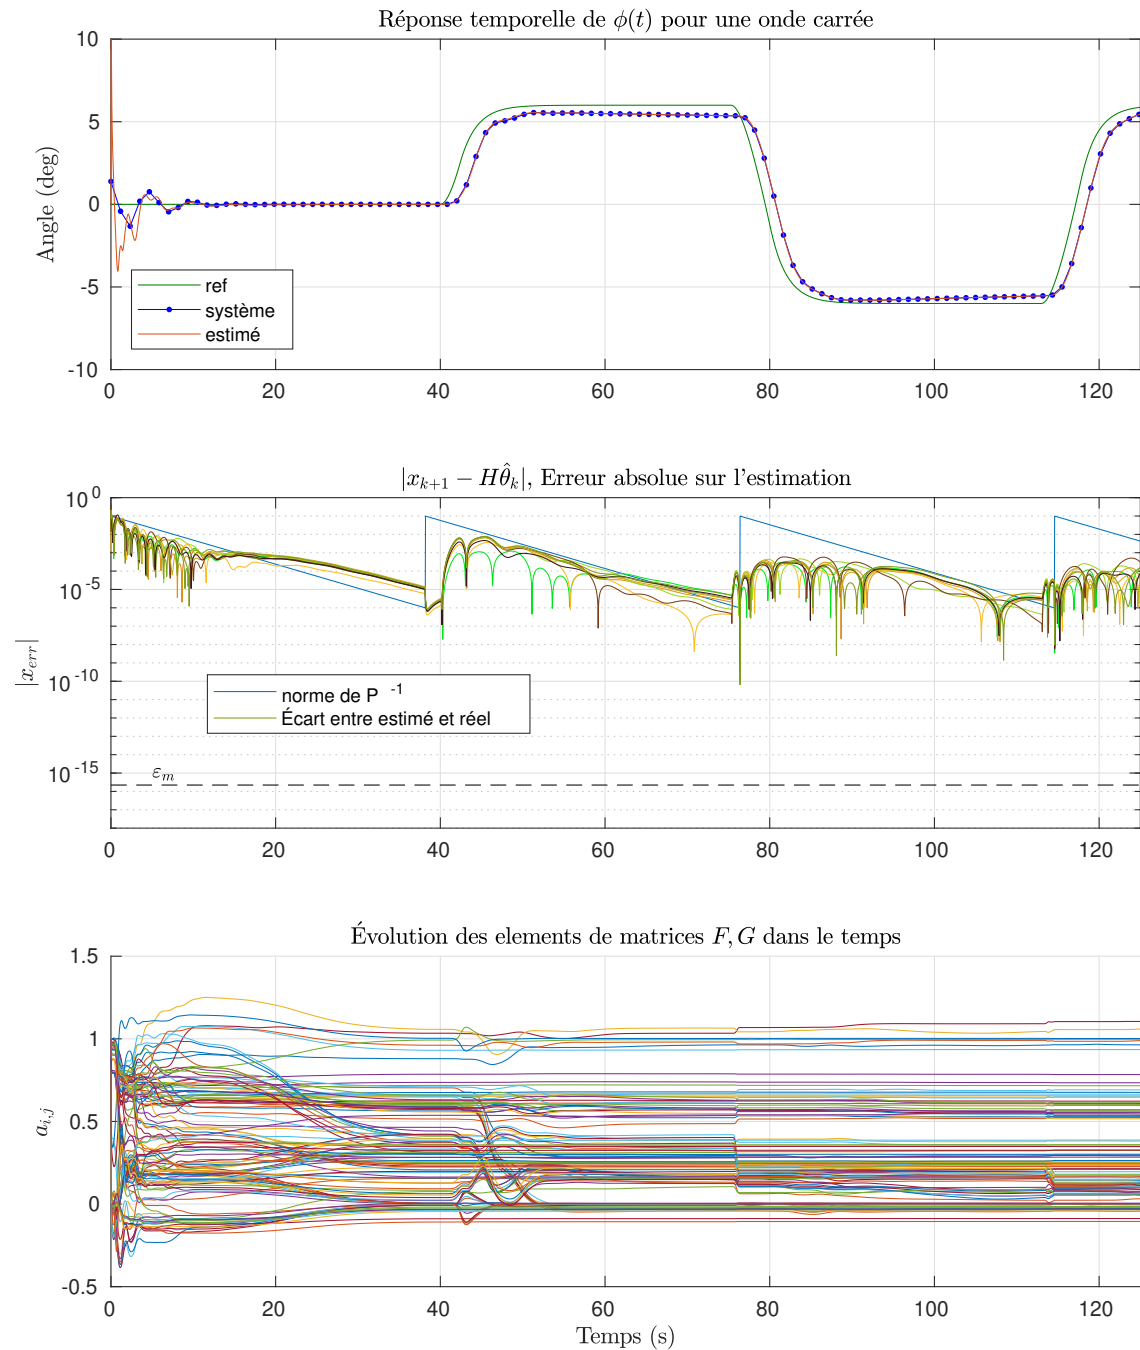 Réponse temporelle de ϕ(t) pour une onde carrée
10
5
0
-5
-10
Angle (deg)
ref
système
estimé
0 20 40 60 80 100 120
|x_{k+1} − Hθ̂_k|, Erreur absolue sur l'estimation
10^0
10^{-5}
10^{-10}
10^{-15}
|x_{err}|
norme de P^{-1}
Écart entre estimé et réel
ε_m
0 20 40 60 80 100 120
Évolution des elements de matrices F, G dans le temps
1.5
1
0.5
0
-0.5
a_{i,j}
0 20 40 60 80 100 120
Temps (s)